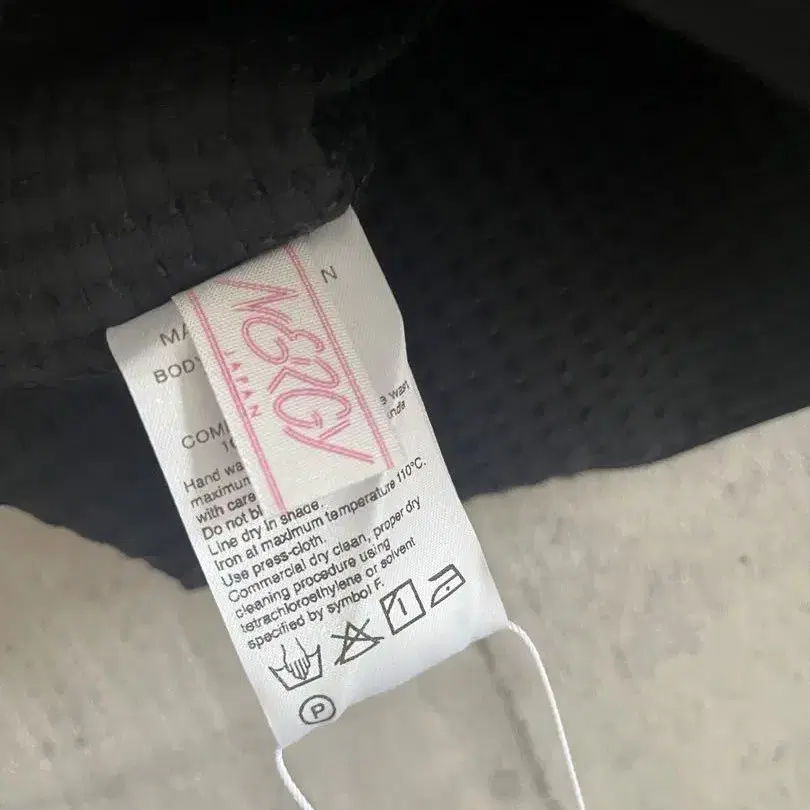 NERGY
JAPAN
N
MA
BODY
COM
Hand wa
maximum
with care
Do not bl
Line dry in shade.
Iron at maximum temperature 110°C.
Use press-cloth.
Commercial dry clean, proper dry
cleaning procedure using
tetrachloroethylene or solvent
specified by symbol F.
P